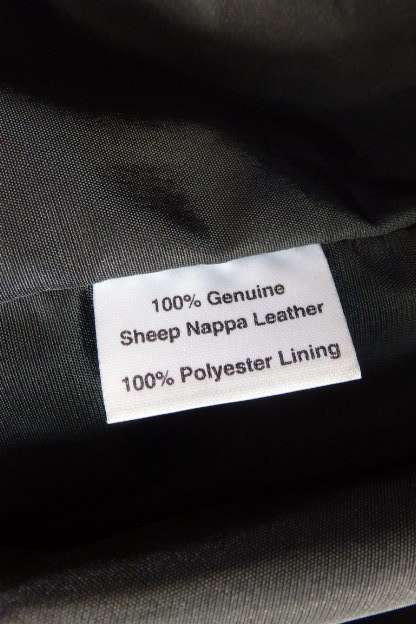 100% Genuine
Sheep Nappa Leather
100% Polyester Lining